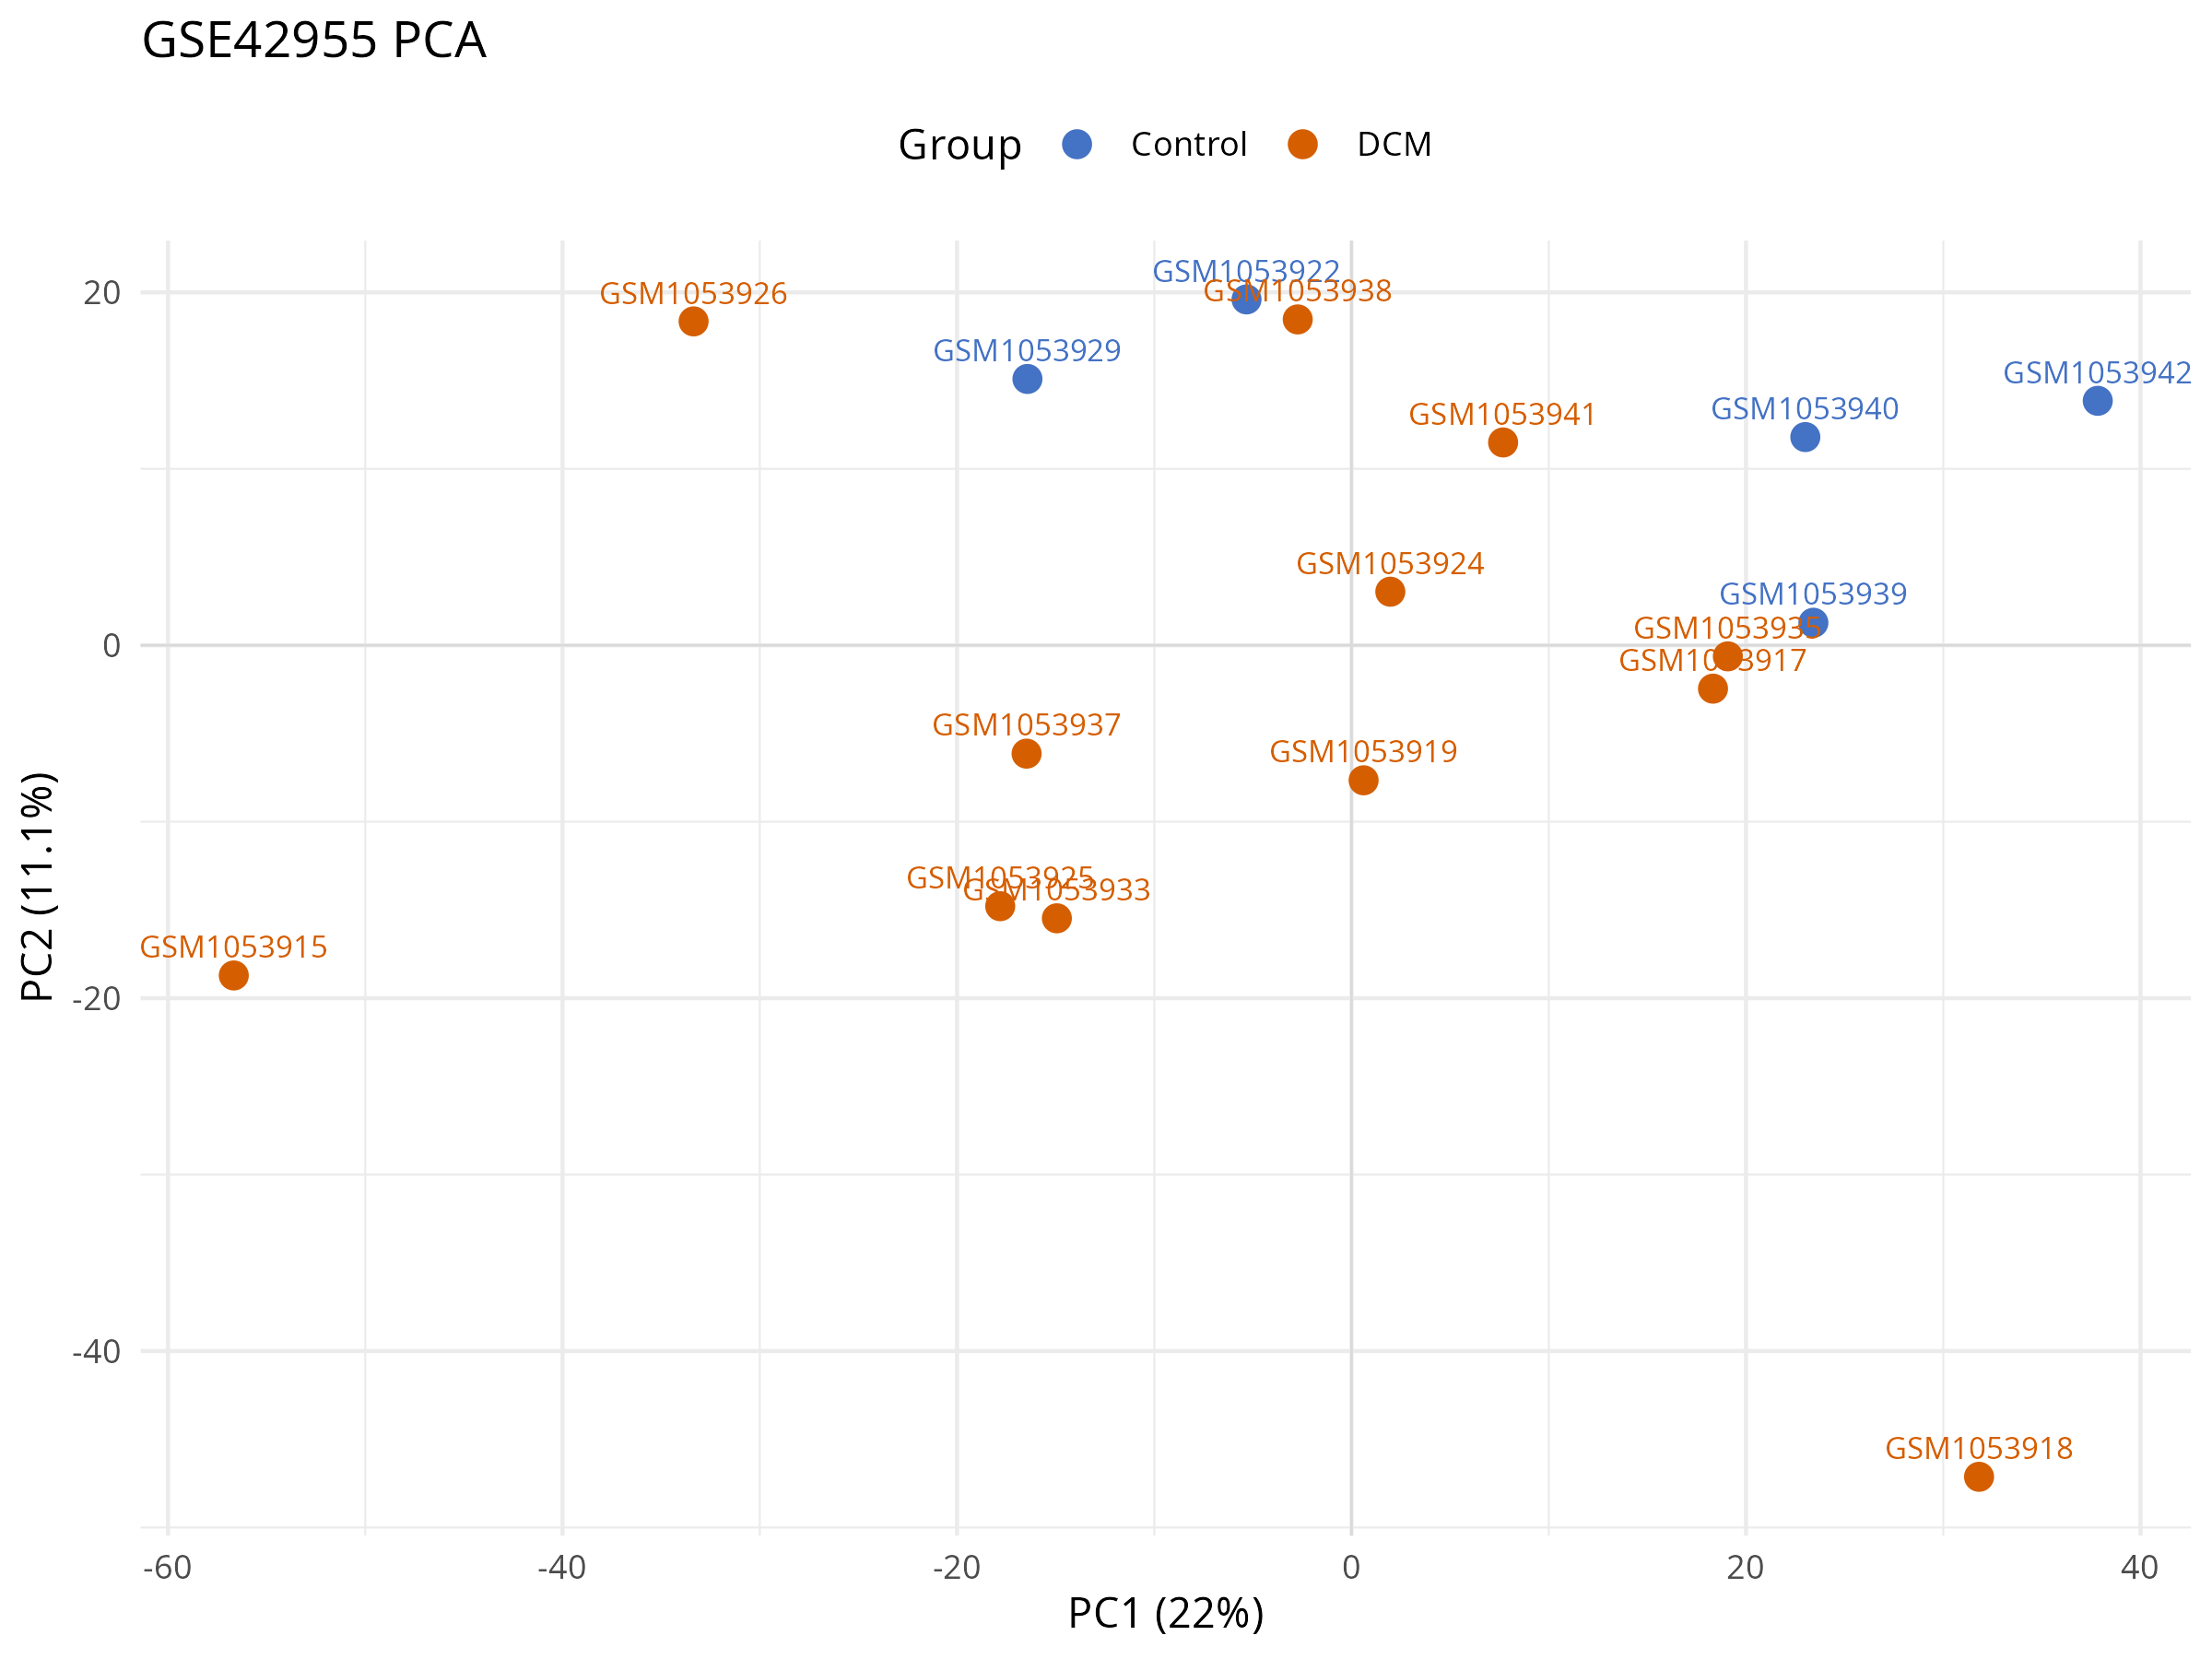 GSE42955 PCA
Group Control DCM
GSM1053922
GSM1053926
GSM1053938
GSM1053929
GSM1053942
GSM1053940
GSM1053941
GSM1053924
GSM1053939
GSM1053935
GSM1053917
GSM1053937
GSM1053919
GSM1053925
GSM1053933
GSM1053915
GSM1053918
20
0
-20
-40
PC2 (11.1%)
-60 -40 -20 0 20 40
PC1 (22%)